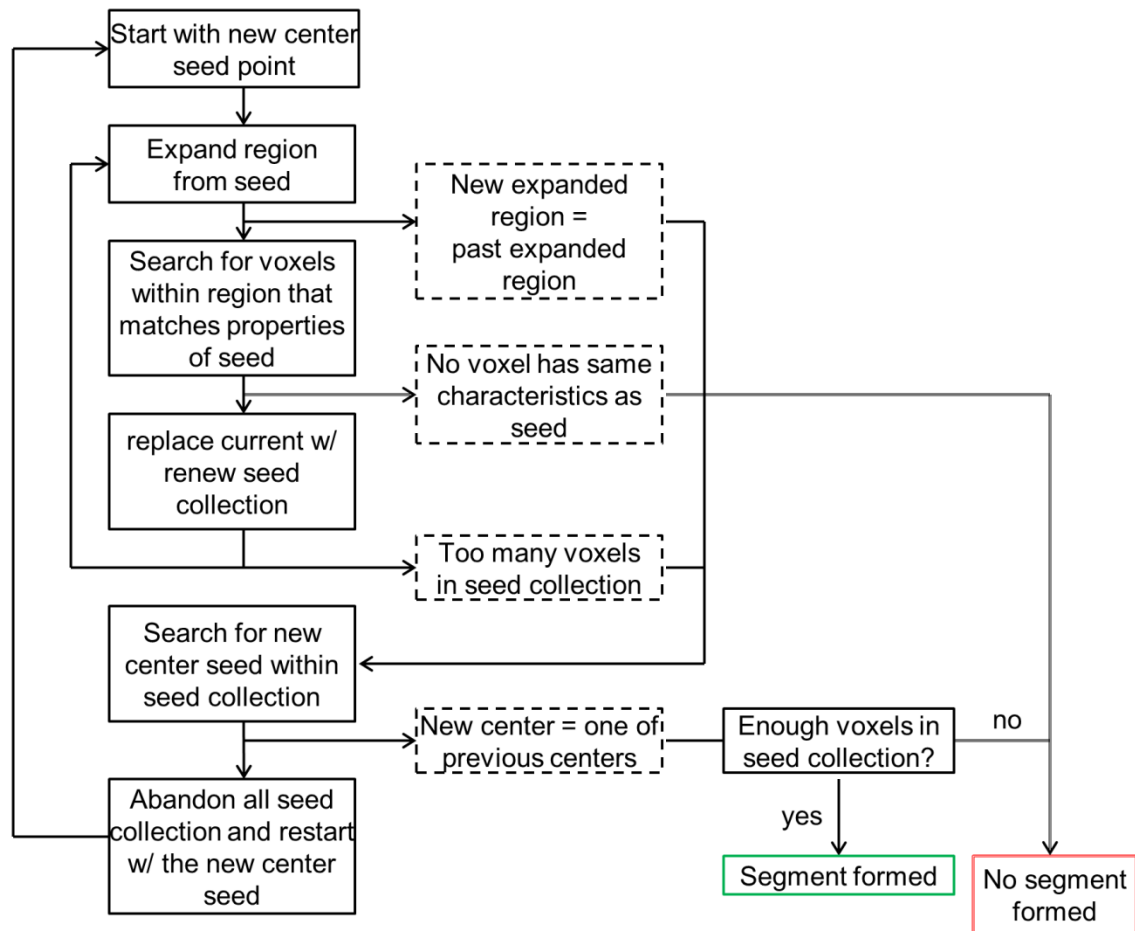 Start with new center
seed point
Expand region
from seed
New expanded
region =
past expanded
region
Search for voxels
within region that
matches properties
of seed
No voxel has same
characteristics as
seed
replace current w/
renew seed
collection
Too many voxels
in seed collection
Search for new
center seed within
seed collection
New center = one of
previous centers
Enough voxels in
seed collection?
no
Abandon all seed
collection and restart
w/ the new center
seed
yes
Segment formed
No segment
formed